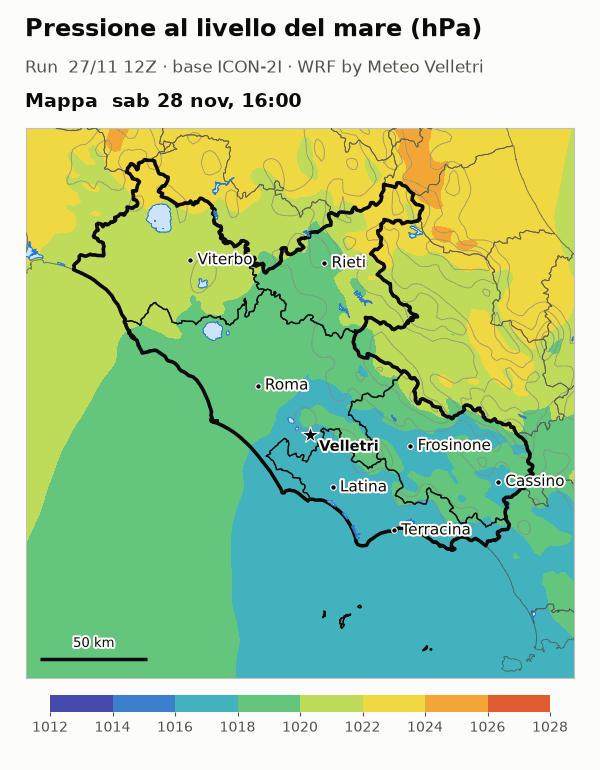 Pressione al livello del mare (hPa)
Run  27/11 12Z · base ICON-2I · WRF by Meteo Velletri
Mappa  sab 28 nov, 16:00
Viterbo
Rieti
Roma
Velletri
Frosinone
Cassino
Latina
Terracina
50 km
1012 1014 1016 1018 1020 1022 1024 1026 1028